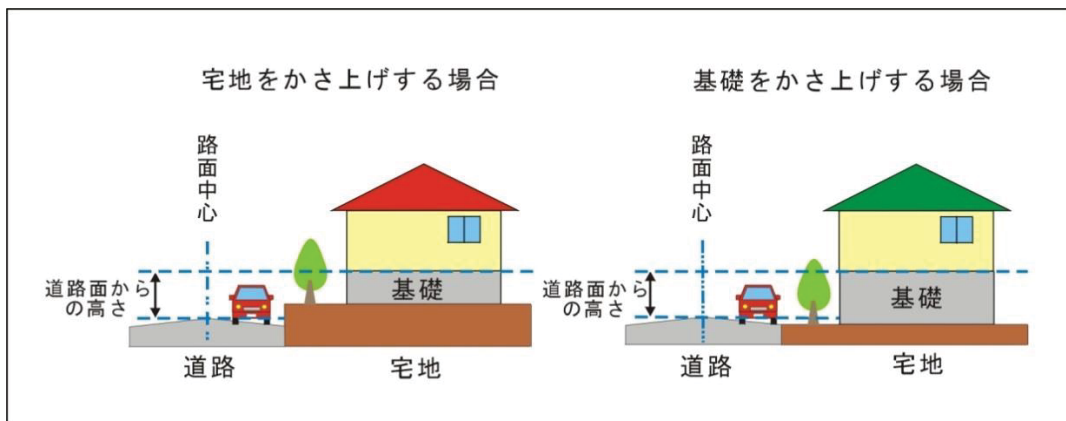 宅地をかさ上げする場合
路面中心
道路面から
の高さ
基礎
道路
宅地
基礎をかさ上げする場合
路面中心
道路面から
の高さ
基礎
道路
宅地